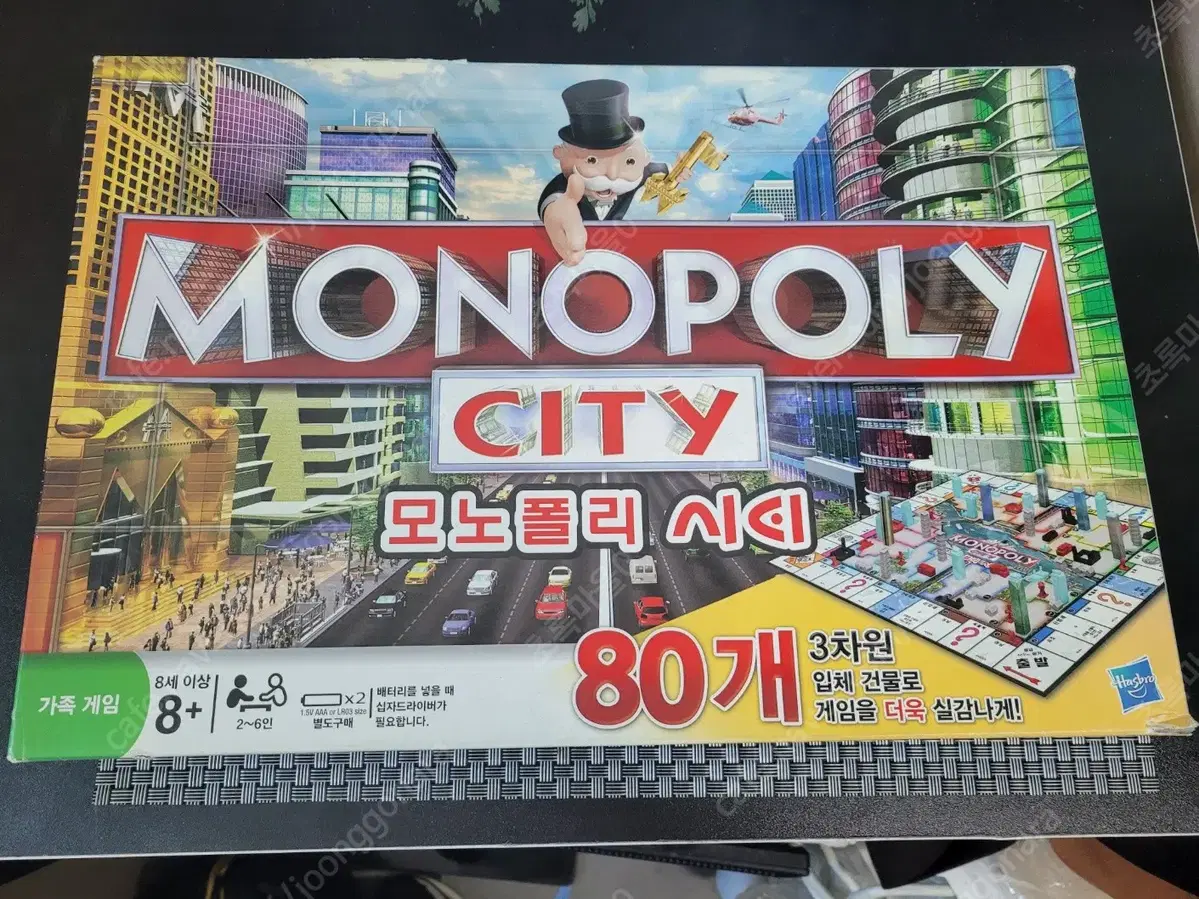 MONOPOLY
CITY
모노폴리 시티
MONOPOLY
출발
80개
3차원
입체 건물로
게임을 더욱 실감나게!
Hasbro
가족 게임
8세 이상
8+
2~6인
x2
1.5V AAA or LR03 size
별도구매
배터리를 넣을 때
십자드라이버가
필요합니다.